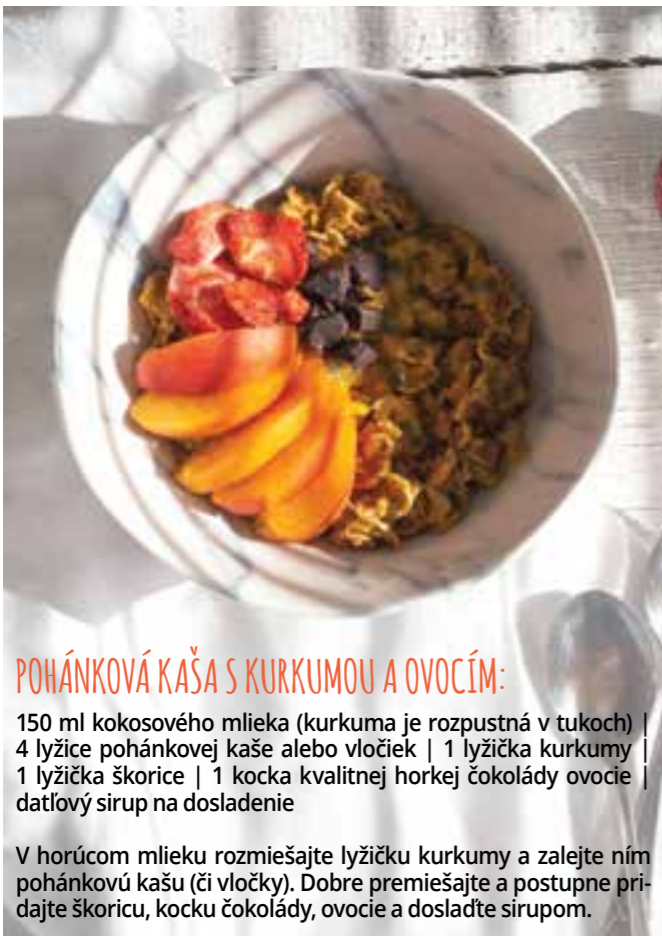 POHÁNKOVÁ KAŠA S KURKUMOU A OVOCÍM:
150 ml kokosového mlieka (kurkuma je rozpustná v tukoch) |
4 lyžice pohánkovej kaše alebo vločiek | 1 lyžička kurkumy |
1 lyžička škorice | 1 kocka kvalitnej horkej čokolády ovocie |
datľový sirup na dosladenie
V horúcom mlieku rozmiešajte lyžičku kurkumy a zalejte ním
pohánkovú kašu (či vločky). Dobre premiešajte a postupne pri-
dajte škoricu, kocku čokolády, ovocie a doslaďte sirupom.